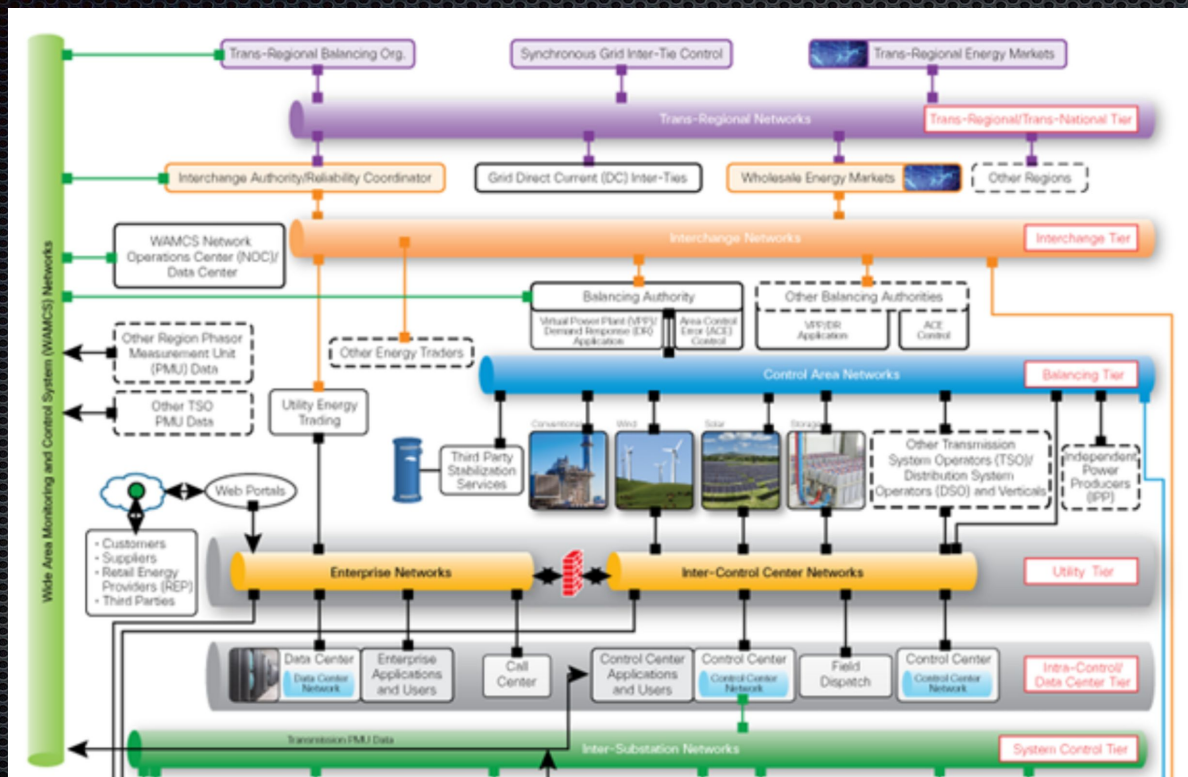 Trans-Regional Balancing Org.
Synchronous Grid Inter-Tie Control
Trans-Regional Energy Markets
Trans-Regional Networks
Trans-Regional/Trans-National Tier
Interchange Authority/Reliability Coordinator
Grid Direct Current (DC) Inter-Ties
Wholesale Energy Markets
Other Regions
Wide Area Monitoring and Control System (WAMCS) Networks
WAMCS Network
Operations Center (NOC)/
Data Center
Interchange Networks
Interchange Tier
Balancing Authority
Virtual Power Plant (VPP)/
Demand Response (DR)
Application
Area Control
Error (ACE)
Control
Other Balancing Authorities
VPP/DR
Application
ACE
Control
Other Region Phasor
Measurement Unit
(PMU) Data
Other Energy Traders
Control Area Networks
Balancing Tier
Other TSO
PMU Data
Utility Energy
Trading
Third Party
Stabilization
Services
Conventional
Wind
Solar
Storage
Other Transmission
System Operators (TSO)/
Distribution System
Operators (DSO) and Verticals
Independent
Power
Producers
(IPP)
Web Portals
• Customers
• Suppliers
• Retail Energy
Providers (REP)
• Third Parties
Enterprise Networks
Inter-Control Center Networks
Utility Tier
Data Center
Data Center
Network
Enterprise
Applications
and Users
Call
Center
Control Center
Applications
and Users
Control Center
Control Center
Network
Field
Dispatch
Control Center
Control Center
Network
Intra-Control/
Data Center Tier
Transmission PMU Data
Inter-Substation Networks
System Control Tier